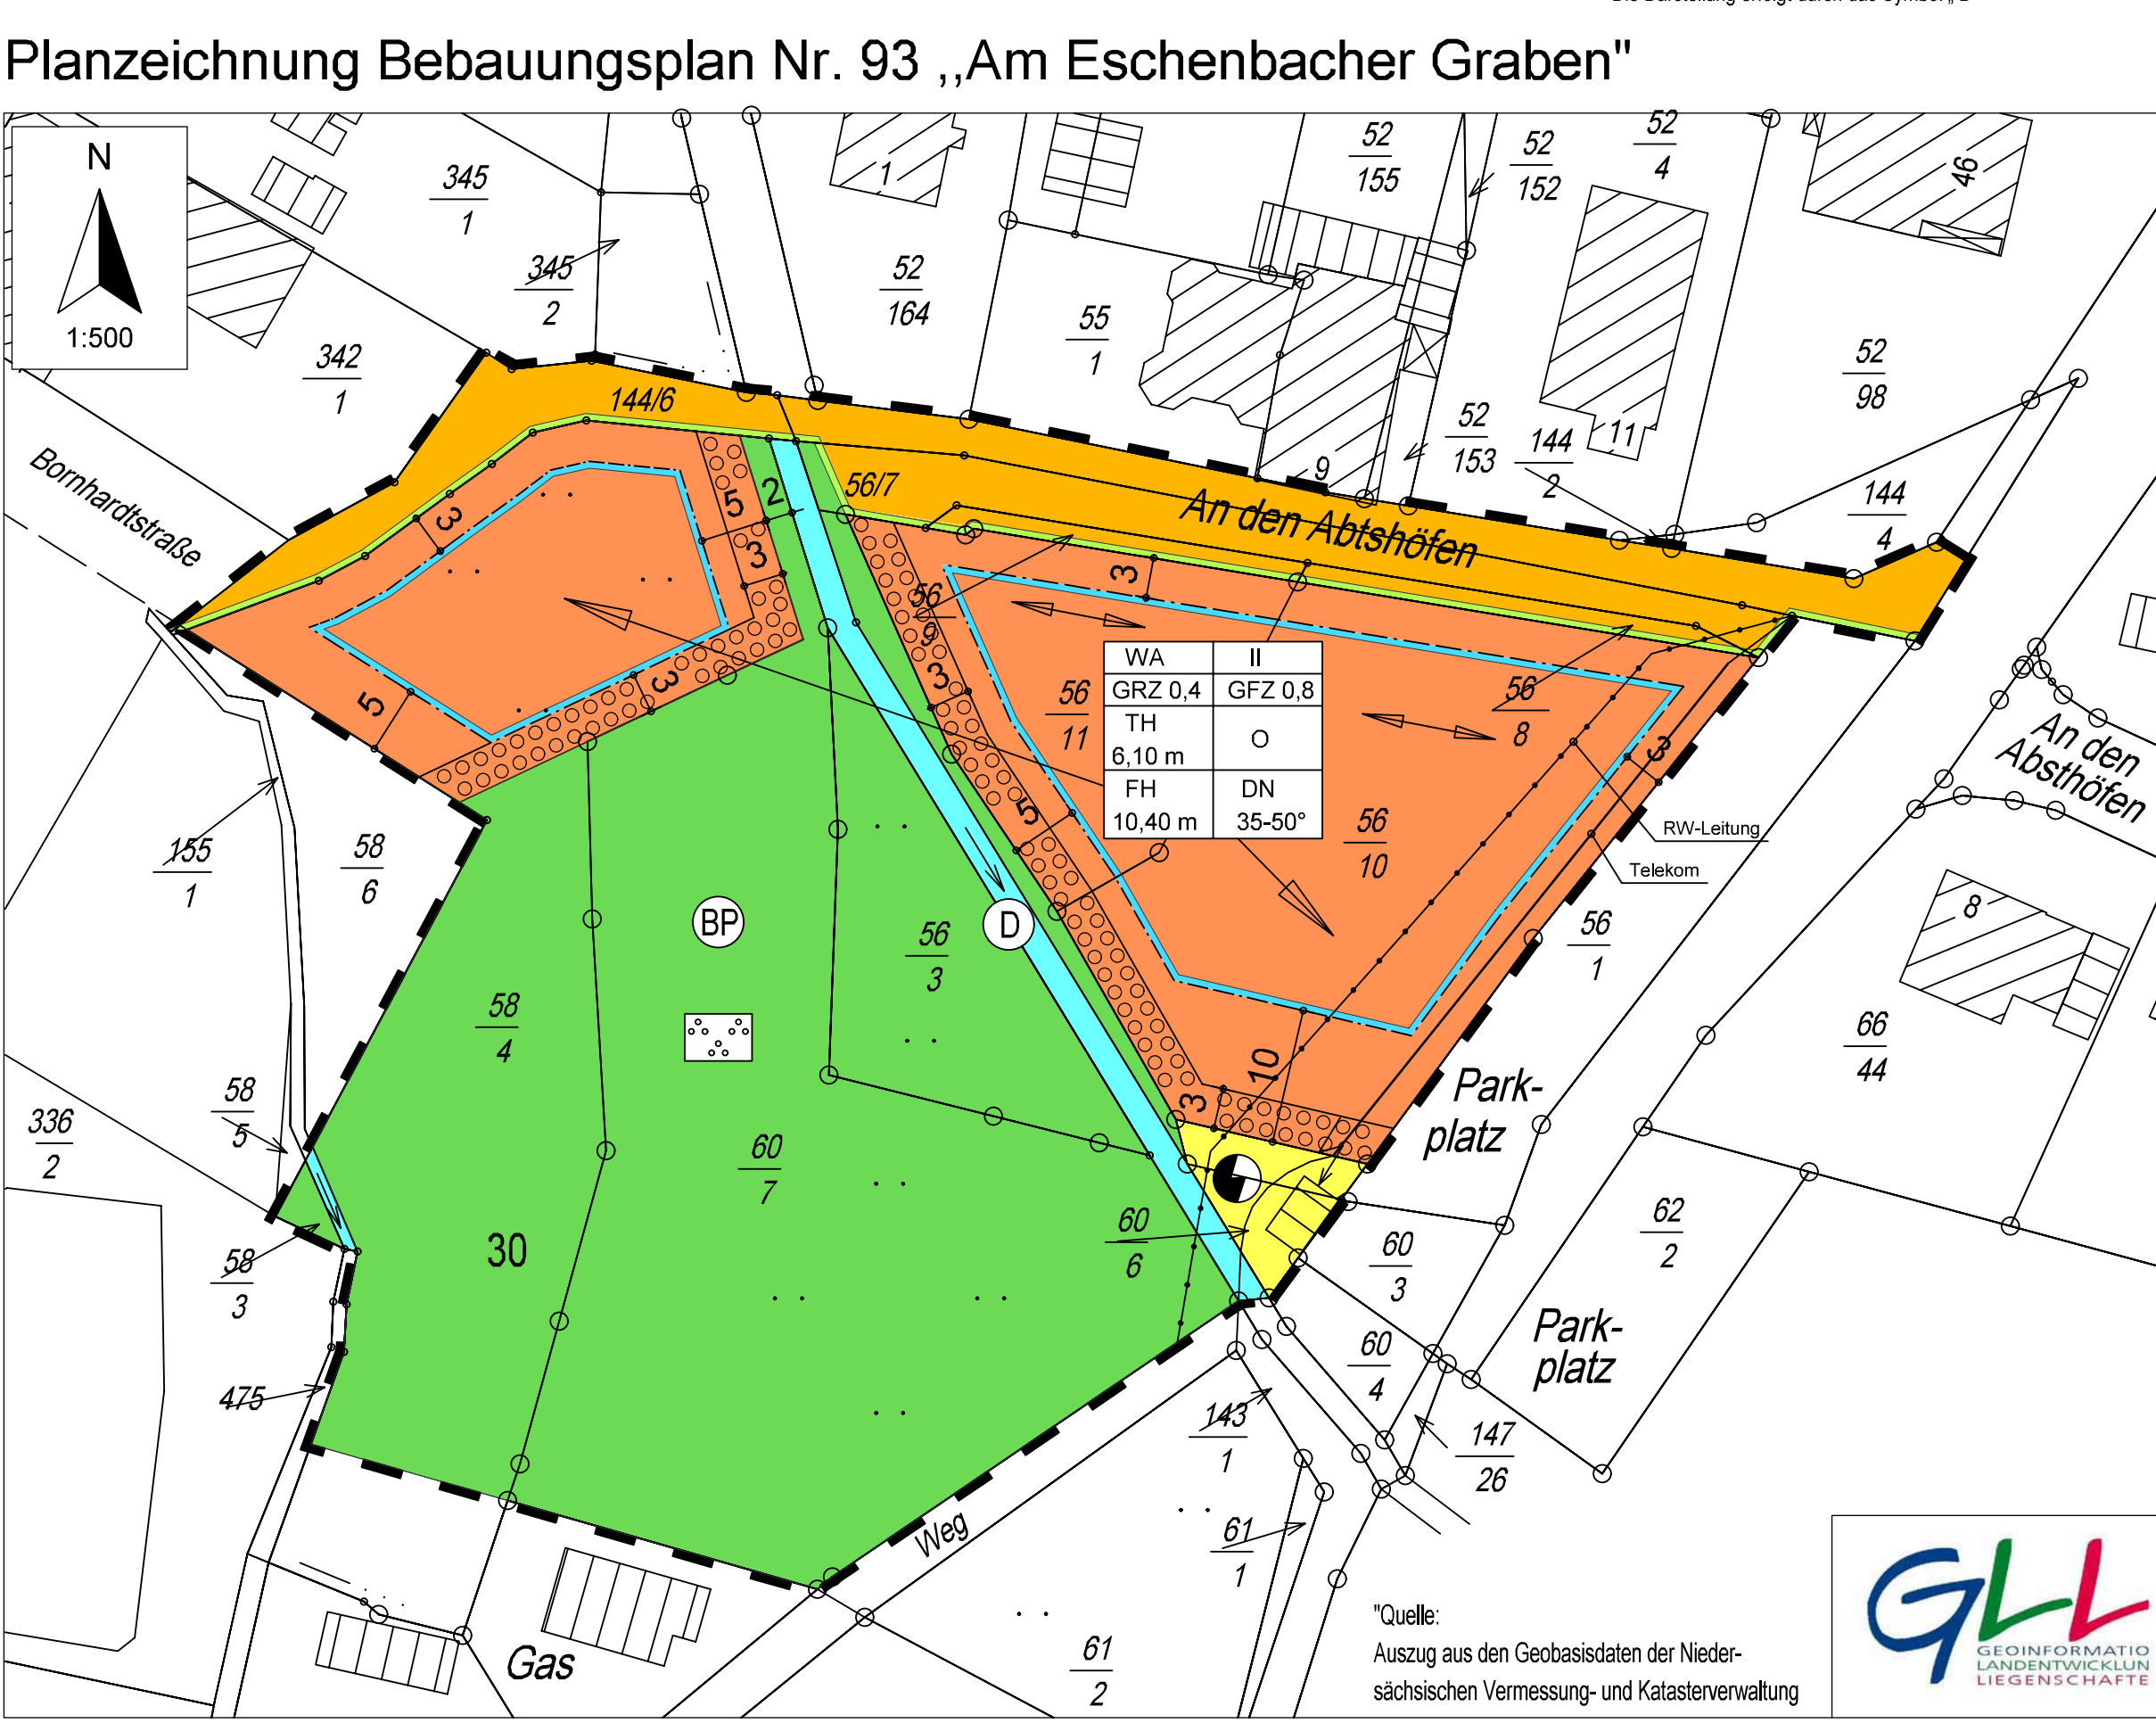 Planzeichnung Bebauungsplan Nr. 93 ,,Am Eschenbacher Graben"
N
1:500
345
1
345
2
342
1
1
52
164
55
1
52
155
52
152
52
4
46
52
98
52
153
144
2
11
9
144
4
144/6
56/7
An den Abtshöfen
Bornhardtstraße
3
5
2
3
3
5
56
9
3
3
5
56
11
WA
II
GRZ 0,4
GFZ 0,8
TH
6,10 m
O
FH
10,40 m
DN
35-50°
56
8
56
10
3
RW-Leitung
Telekom
An den
Absthöfen
155
1
58
6
BP
56
3
D
56
1
8
58
4
66
44
10
3
Park-
platz
58
5
336
2
60
7
60
6
62
2
30
58
3
60
3
Park-
platz
60
4
475
143
1
147
26
Weg
61
1
Gas
61
2
"Quelle:
Auszug aus den Geobasisdaten der Nieder-
sächsischen Vermessung- und Katasterverwaltung
GLL
GEOINFORMATIO
LANDENTWICKLUN
LIEGENSCHAFTE